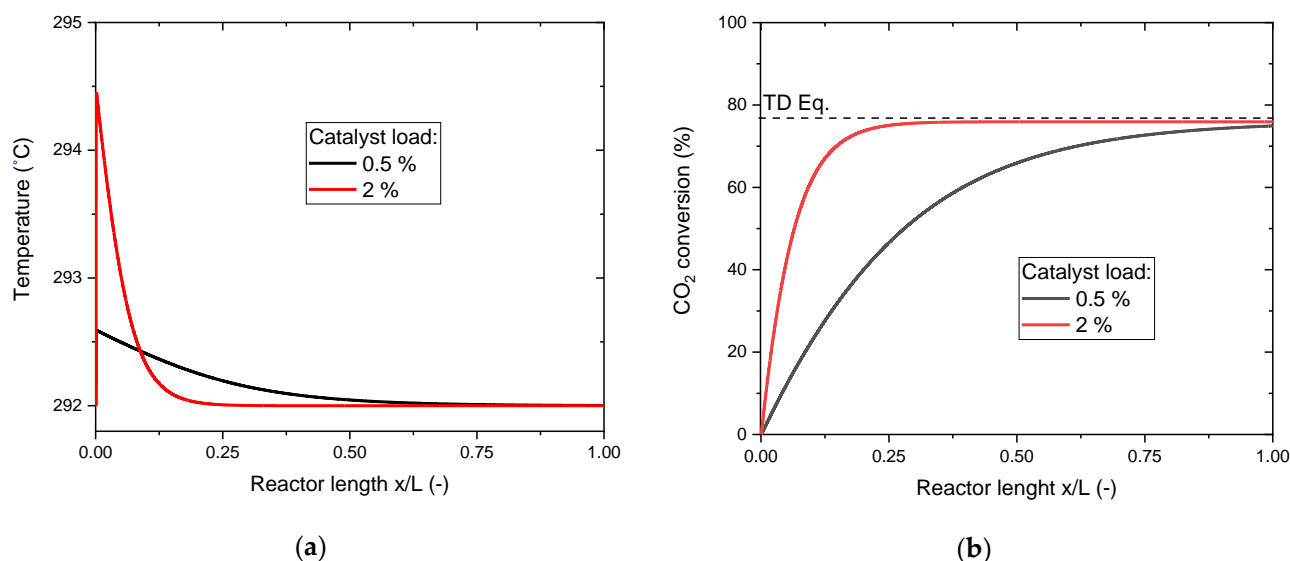 295
294
293
292
Temperature (°C)
Catalyst load:
0.5 %
2 %
0.00
0.25
0.50
0.75
1.00
Reactor length x/L (-)
(a)
100
80
60
40
20
0
CO₂ conversion (%)
TD Eq.
Catalyst load:
0.5 %
2 %
0.00
0.25
0.50
0.75
1.00
Reactor lenght x/L (-)
(b)